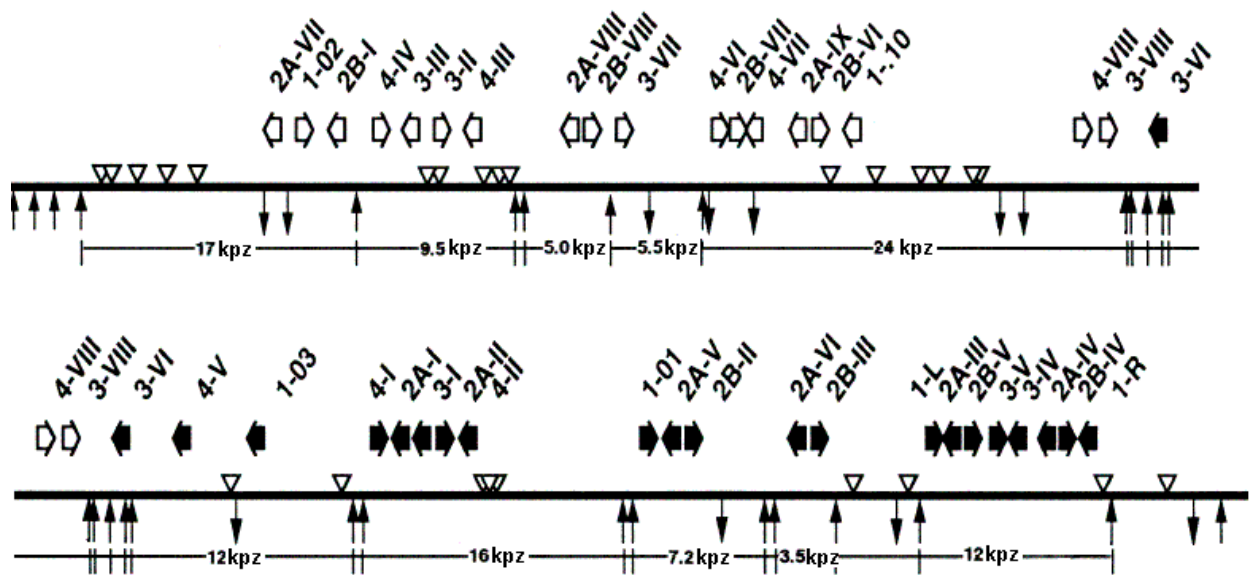 2A-VII 1-02 2B-I 4-IV 3-III 3-II 4-III 2A-VIII 2B-VIII 3-VII 4-VI 2B-VII 4-VII 2A-IX 2B-VI 1-.10 4-VIII 3-VIII 3-VI
17 kpz 9.5 kpz 5.0 kpz 5.5 kpz 24 kpz
4-VIII 3-VIII 3-VI 4-V 1-03 4-I 2A-I 3-I 2A-II 4-II 1-01 2A-V 2B-II 2A-VI 2B-III 1-L 2A-III 2B-V 3-V 3-IV 2A-IV 2B-IV 1-R
12kpz 16kpz 7.2kpz 3.5kpz 12kpz